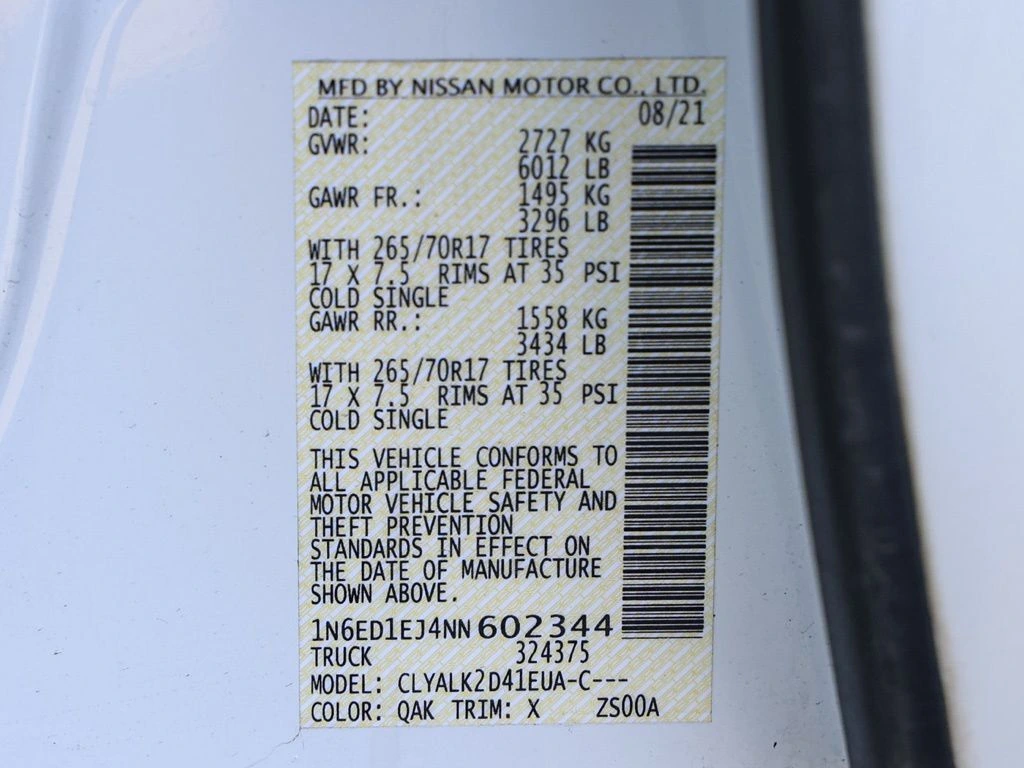 MFD BY NISSAN MOTOR CO., LTD.
DATE: 08/21
GVWR: 2727 KG
6012 LB
GAWR FR.: 1495 KG
3296 LB
WITH 265/70R17 TIRES
17 X 7.5 RIMS AT 35 PSI
COLD SINGLE
GAWR RR.: 1558 KG
3434 LB
WITH 265/70R17 TIRES
17 X 7.5 RIMS AT 35 PSI
COLD SINGLE
THIS VEHICLE CONFORMS TO
ALL APPLICABLE FEDERAL
MOTOR VEHICLE SAFETY AND
THEFT PREVENTION
STANDARDS IN EFFECT ON
THE DATE OF MANUFACTURE
SHOWN ABOVE.
1N6ED1EJ4NN602344
TRUCK 324375
MODEL: CLYALK2D41EUA-C---
COLOR: QAK TRIM: X ZS00A